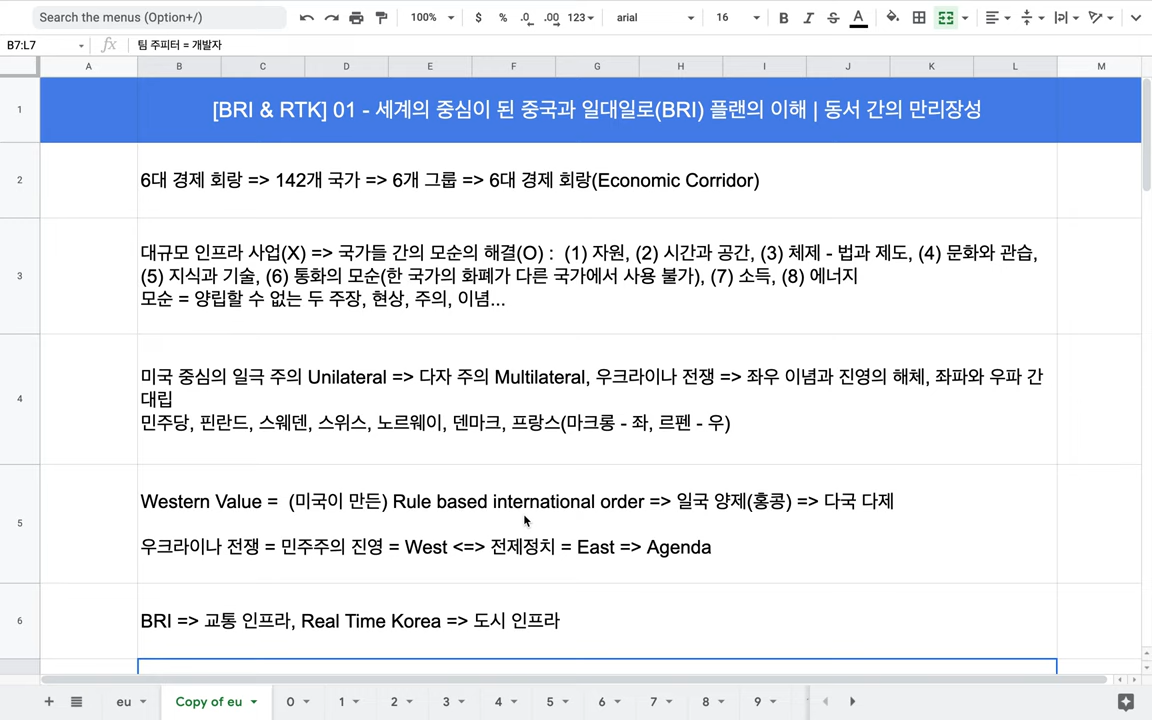 Search the menus (Option+/)
100%
$ % .0 .00 123
arial
16
B I S A
B7:L7
fx
팀 주피터 = 개발자
A B C D E F G H I J K L M
1
[BRI & RTK] 01 - 세계의 중심이 된 중국과 일대일로(BRI) 플랜의 이해 | 동서 간의 만리장성
2
6대 경제 회랑 => 142개 국가 => 6개 그룹 => 6대 경제 회랑(Economic Corridor)
3
대규모 인프라 사업(X) => 국가들 간의 모순의 해결(O) : (1) 자원, (2) 시간과 공간, (3) 체제 - 법과 제도, (4) 문화와 관습,
(5) 지식과 기술, (6) 통화의 모순(한 국가의 화폐가 다른 국가에서 사용 불가), (7) 소득, (8) 에너지
모순 = 양립할 수 없는 두 주장, 현상, 주의, 이념...
4
미국 중심의 일극 주의 Unilateral => 다자 주의 Multilateral, 우크라이나 전쟁 => 좌우 이념과 진영의 해체, 좌파와 우파 간
대립
민주당, 핀란드, 스웨덴, 스위스, 노르웨이, 덴마크, 프랑스(마크롱 - 좌, 르펜 - 우)
5
Western Value = (미국이 만든) Rule based international order => 일국 양제(홍콩) => 다국 다제
우크라이나 전쟁 = 민주주의 진영 = West <=> 전제정치 = East => Agenda
6
BRI => 교통 인프라, Real Time Korea => 도시 인프라
eu
Copy of eu
0 1 2 3 4 5 6 7 8 9